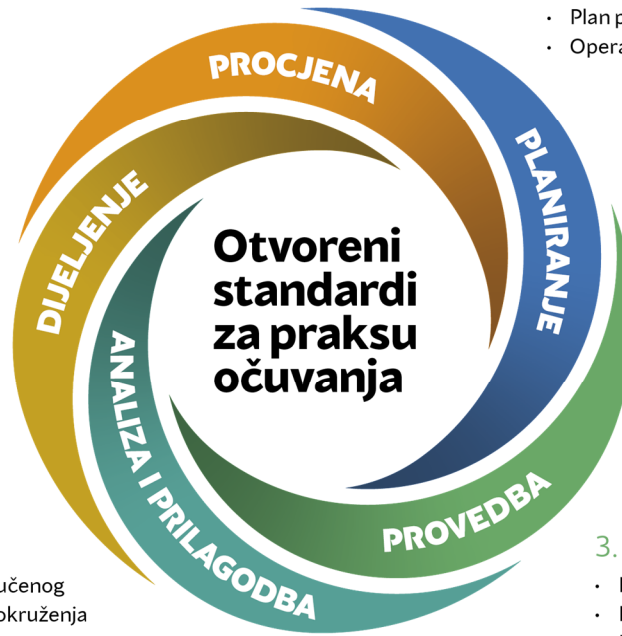 Plan
Opera
PROCJENA
PLANIRANJE
DIJELJENJE
Otvoreni
standardi
za praksu
očuvanja
ANALIZA I PRILAGODBA
PROVEDBA
3.
učenog
okruženja